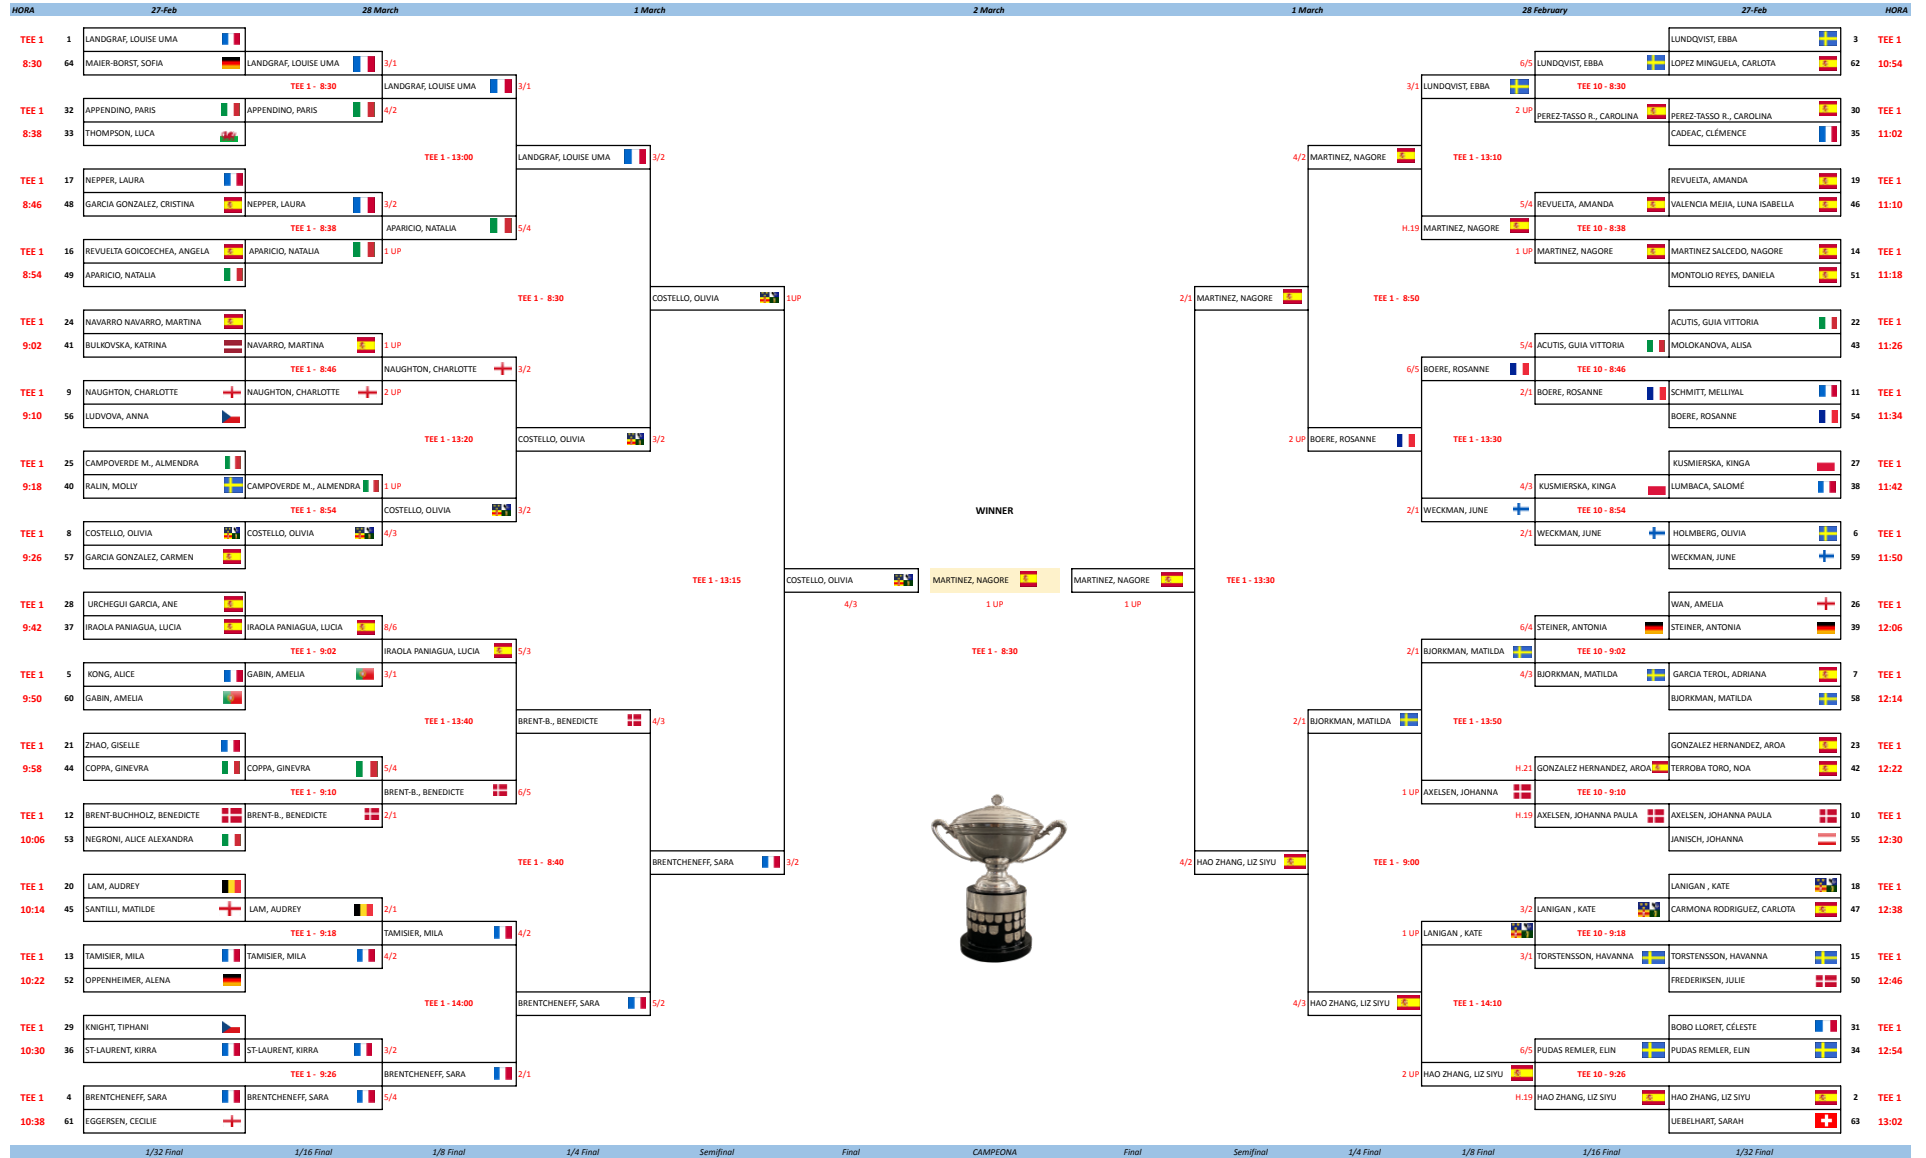 HORA 27-Feb 28 March 1 March 2 March 1 March 28 February 27-Feb HORA
TEE 1 1 LANDGRAF, LOUISE UMA
8:30 64 MAIER-BORST, SOFIA LANDGRAF, LOUISE UMA 3/1
TEE 1 - 8:30 LANDGRAF, LOUISE UMA 3/1
TEE 1 32 APPENDINO, PARIS APPENDINO, PARIS 4/2
8:38 33 THOMPSON, LUCA
TEE 1 - 13:00 LANDGRAF, LOUISE UMA 3/2
TEE 1 17 NEPPER, LAURA
8:46 48 GARCIA GONZALEZ, CRISTINA NEPPER, LAURA 3/2
TEE 1 - 8:38 APARICIO, NATALIA 5/4
TEE 1 16 REVUELTA GOICOECHEA, ANGELA APARICIO, NATALIA 1 UP
8:54 49 APARICIO, NATALIA
TEE 1 - 8:30 COSTELLO, OLIVIA 1UP
TEE 1 24 NAVARRO NAVARRO, MARTINA
9:02 41 BULKOVSKA, KATRINA NAVARRO, MARTINA 1 UP
TEE 1 - 8:46 NAUGHTON, CHARLOTTE 3/2
TEE 1 9 NAUGHTON, CHARLOTTE NAUGHTON, CHARLOTTE 2 UP
9:10 56 LUDVOVA, ANNA
TEE 1 - 13:20 COSTELLO, OLIVIA 3/2
TEE 1 25 CAMPOVERDE M., ALMENDRA
9:18 40 RALIN, MOLLY CAMPOVERDE M., ALMENDRA 1 UP
TEE 1 - 8:54 COSTELLO, OLIVIA 3/2
TEE 1 8 COSTELLO, OLIVIA COSTELLO, OLIVIA 4/3
9:26 57 GARCIA GONZALEZ, CARMEN
TEE 1 - 13:15 COSTELLO, OLIVIA
4/3
TEE 1 28 URCHEGUI GARCIA, ANE
9:42 37 IRAOLA PANIAGUA, LUCIA IRAOLA PANIAGUA, LUCIA 8/6
TEE 1 - 9:02 IRAOLA PANIAGUA, LUCIA 5/3
TEE 1 5 KONG, ALICE GABIN, AMELIA 3/1
9:50 60 GABIN, AMELIA
TEE 1 - 13:40 BRENT-B., BENEDICTE 4/3
TEE 1 21 ZHAO, GISELLE
9:58 44 COPPA, GINEVRA COPPA, GINEVRA 5/4
TEE 1 - 9:10 BRENT-B., BENEDICTE 6/5
TEE 1 12 BRENT-BUCHHOLZ, BENEDICTE BRENT-B., BENEDICTE 2/1
10:06 53 NEGRONI, ALICE ALEXANDRA
TEE 1 - 8:40 BRENTCHENEFF, SARA 3/2
TEE 1 20 LAM, AUDREY
10:14 45 SANTILLI, MATILDE LAM, AUDREY 2/1
TEE 1 - 9:18 TAMISIER, MILA 4/2
TEE 1 13 TAMISIER, MILA TAMISIER, MILA 4/2
10:22 52 OPPENHEIMER, ALENA
TEE 1 - 14:00 BRENTCHENEFF, SARA 5/2
TEE 1 29 KNIGHT, TIPHANI
10:30 36 ST-LAURENT, KIRRA ST-LAURENT, KIRRA 3/2
TEE 1 - 9:26 BRENTCHENEFF, SARA 2/1
TEE 1 4 BRENTCHENEFF, SARA BRENTCHENEFF, SARA 5/4
10:38 61 EGGERSEN, CECILIE
WINNER
MARTINEZ, NAGORE
1 UP
TEE 1 - 8:30
LUNDQVIST, EBBA 3 TEE 1
6/5 LUNDQVIST, EBBA LOPEZ MINGUELA, CARLOTA 62 10:54
3/1 LUNDQVIST, EBBA TEE 10 - 8:30
2 UP PEREZ-TASSO R., CAROLINA PEREZ-TASSO R., CAROLINA 30 TEE 1
CADEAC, CLÉMENCE 35 11:02
4/2 MARTINEZ, NAGORE TEE 1 - 13:10
REVUELTA, AMANDA 19 TEE 1
5/4 REVUELTA, AMANDA VALENCIA MEJIA, LUNA ISABELLA 46 11:10
H.19 MARTINEZ, NAGORE TEE 10 - 8:38
1 UP MARTINEZ, NAGORE MARTINEZ SALCEDO, NAGORE 14 TEE 1
MONTOLIO REYES, DANIELA 51 11:18
2/1 MARTINEZ, NAGORE TEE 1 - 8:50
ACUTIS, GUIA VITTORIA 22 TEE 1
5/4 ACUTIS, GUIA VITTORIA MOLOKANOVA, ALISA 43 11:26
6/5 BOERE, ROSANNE TEE 10 - 8:46
2/1 BOERE, ROSANNE SCHMITT, MELLIYAL 11 TEE 1
BOERE, ROSANNE 54 11:34
2 UP BOERE, ROSANNE TEE 1 - 13:30
KUSMIERSKA, KINGA 27 TEE 1
4/3 KUSMIERSKA, KINGA LUMBACA, SALOMÉ 38 11:42
2/1 WECKMAN, JUNE TEE 10 - 8:54
2/1 WECKMAN, JUNE HOLMBERG, OLIVIA 6 TEE 1
WECKMAN, JUNE 59 11:50
MARTINEZ, NAGORE TEE 1 - 13:30
1 UP
WAN, AMELIA 26 TEE 1
6/4 STEINER, ANTONIA STEINER, ANTONIA 39 12:06
2/1 BJORKMAN, MATILDA TEE 10 - 9:02
4/3 BJORKMAN, MATILDA GARCIA TEROL, ADRIANA 7 TEE 1
BJORKMAN, MATILDA 58 12:14
2/1 BJORKMAN, MATILDA TEE 1 - 13:50
GONZALEZ HERNANDEZ, AROA 23 TEE 1
H.21 GONZALEZ HERNANDEZ, AROA TERROBA TORO, NOA 42 12:22
1 UP AXELSEN, JOHANNA TEE 10 - 9:10
H.19 AXELSEN, JOHANNA PAULA AXELSEN, JOHANNA PAULA 10 TEE 1
JANISCH, JOHANNA 55 12:30
4/2 HAO ZHANG, LIZ SIYU TEE 1 - 9:00
LANIGAN , KATE 18 TEE 1
3/2 LANIGAN , KATE CARMONA RODRIGUEZ, CARLOTA 47 12:38
1 UP LANIGAN , KATE TEE 10 - 9:18
3/1 TORSTENSSON, HAVANNA TORSTENSSON, HAVANNA 15 TEE 1
FREDERIKSEN, JULIE 50 12:46
4/3 HAO ZHANG, LIZ SIYU TEE 1 - 14:10
BOBO LLORET, CÉLESTE 31 TEE 1
6/5 PUDAS REMLER, ELIN PUDAS REMLER, ELIN 34 12:54
2 UP HAO ZHANG, LIZ SIYU TEE 10 - 9:26
H.19 HAO ZHANG, LIZ SIYU HAO ZHANG, LIZ SIYU 2 TEE 1
UEBELHART, SARAH 63 13:02
1/32 Final 1/16 Final 1/8 Final 1/4 Final Semifinal Final CAMPEONA Final Semifinal 1/4 Final 1/8 Final 1/16 Final 1/32 Final